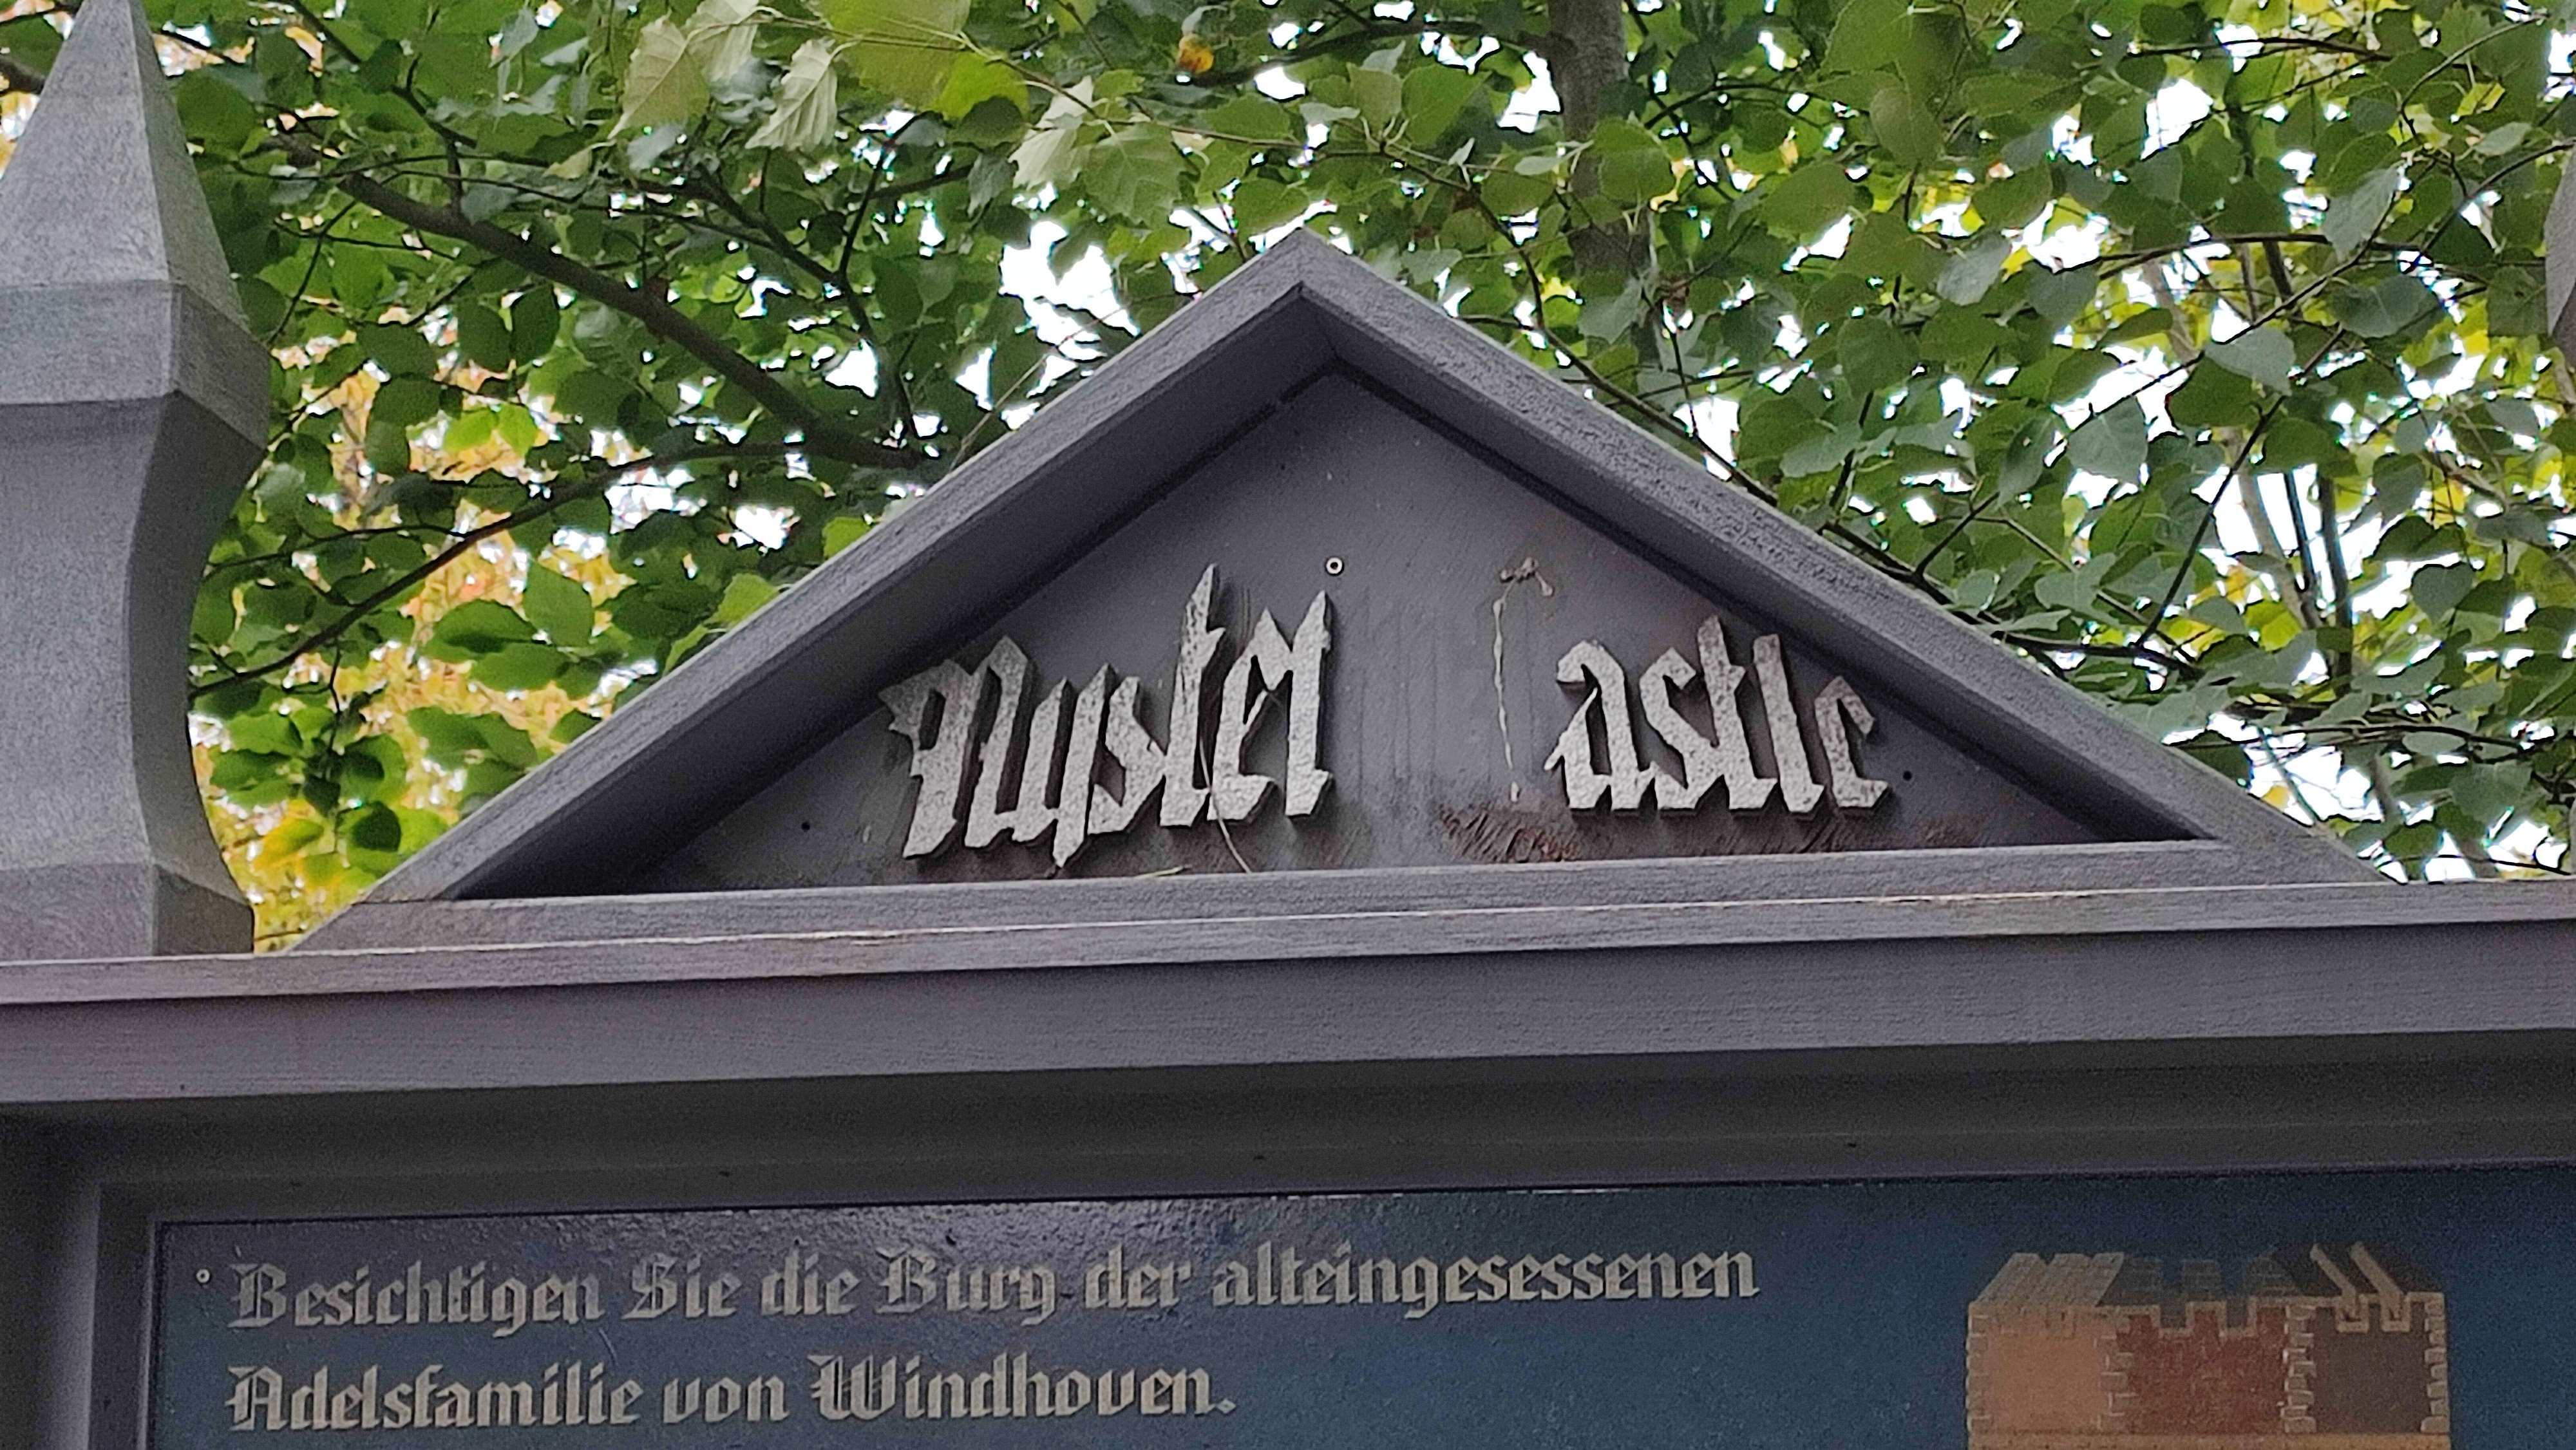 Myster astle
Besichtigen Sie die Burg der alteingesessenen
Adelsfamilie von Windhoven.